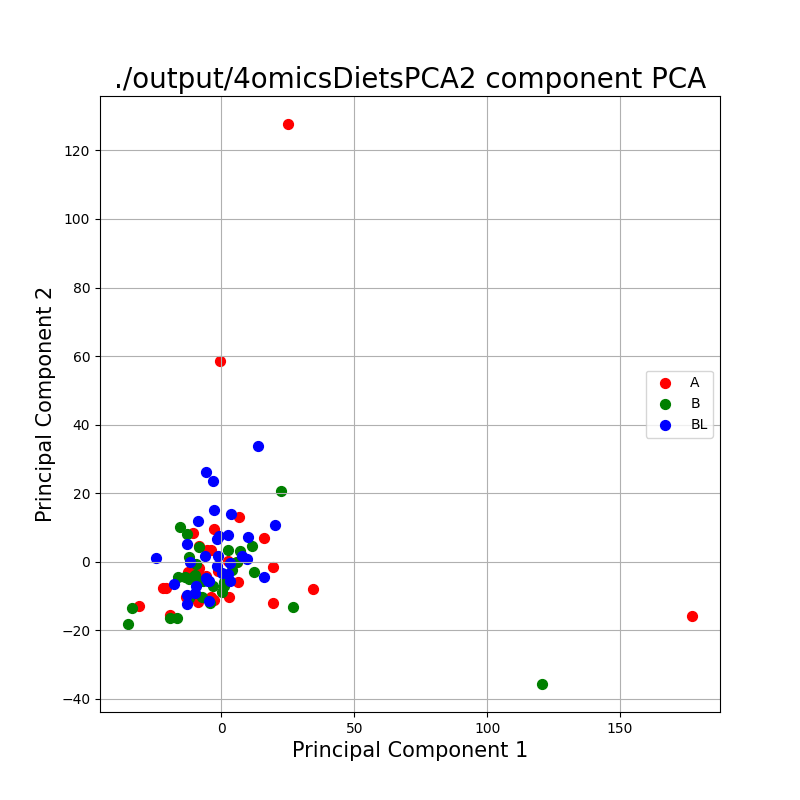 ./output/4omicsDietsPCA2 component PCA
Principal Component 2
120
100
80
60
40
20
0
−20
−40
A
B
BL
0
50
100
150
Principal Component 1